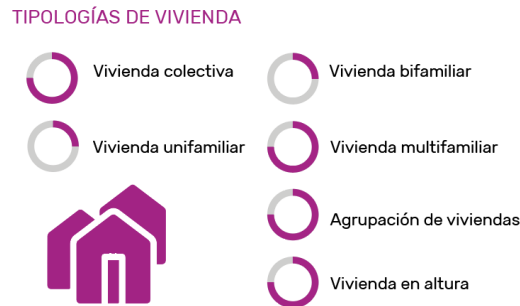 TIPOLOGÍAS DE VIVIENDA
Vivienda colectiva
Vivienda bifamiliar
Vivienda unifamiliar
Vivienda multifamiliar
Agrupación de viviendas
Vivienda en altura